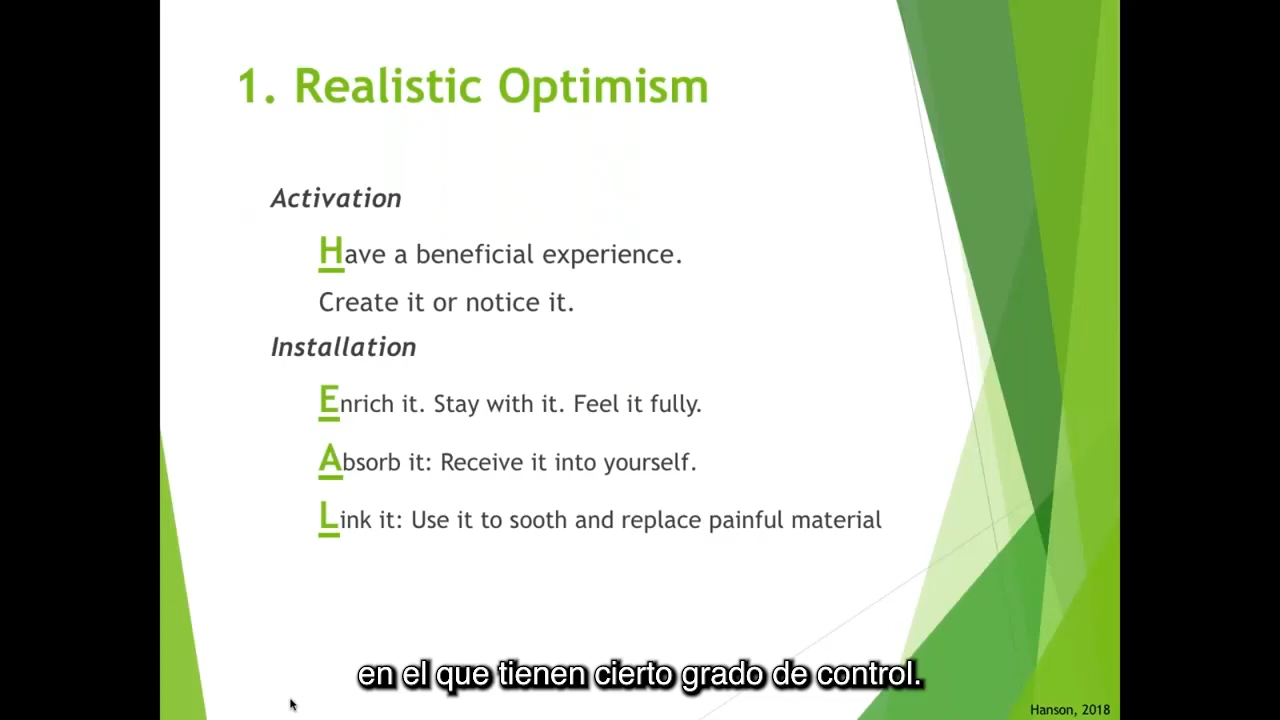 1. Realistic Optimism
Activation
Have a beneficial experience.
Create it or notice it.
Installation
Enrich it. Stay with it. Feel it fully.
Absorb it: Receive it into yourself.
Link it: Use it to sooth and replace painful material
en el que tienen cierto grado de control.
Hanson, 2018